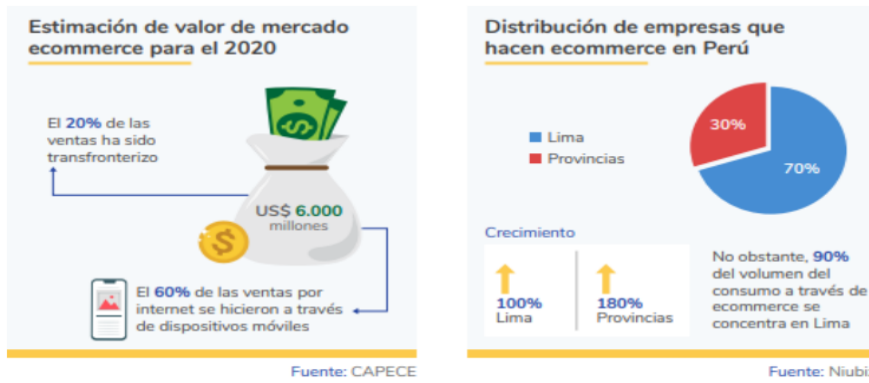 Estimación de valor de mercado
ecommerce para el 2020
El 20% de las
ventas ha sido
transfronterizo
US$ 6.000
millones
El 60% de las ventas por
internet se hicieron a través
de dispositivos móviles
Fuente: CAPECE
Distribución de empresas que
hacen ecommerce en Perú
Lima
Provincias
30%
70%
Crecimiento
100%
Lima
180%
Provincias
No obstante, 90%
del volumen del
consumo a través de
ecommerce se
concentra en Lima
Fuente: Niubi